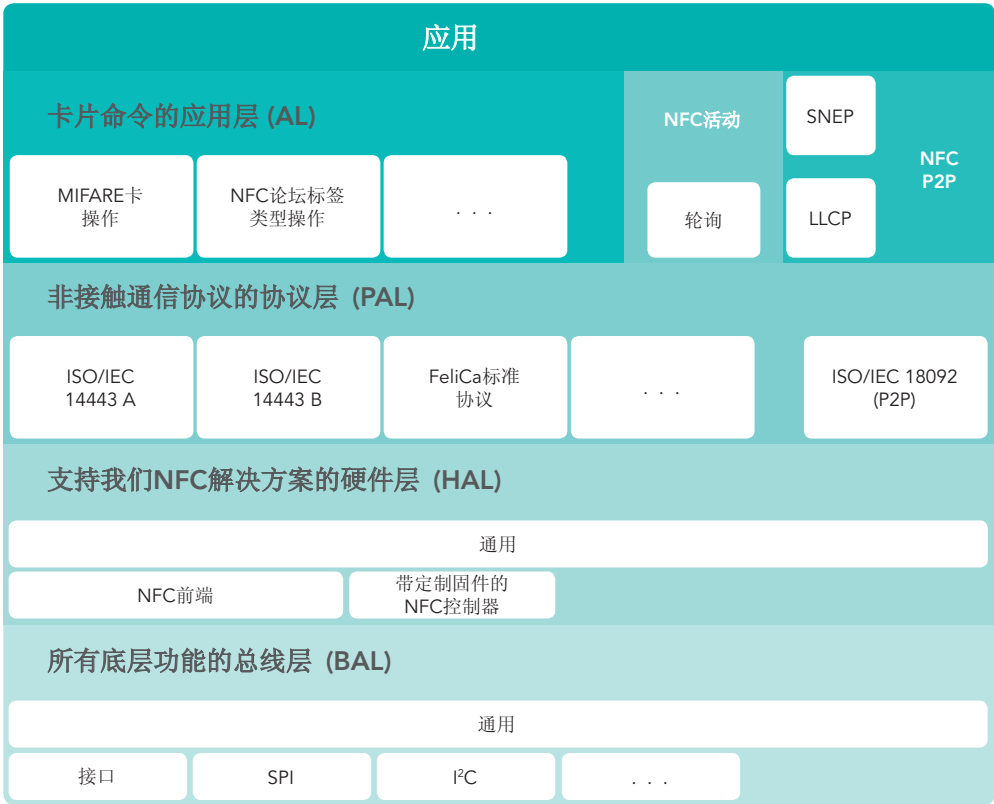 应用
卡片命令的应用层 (AL)
MIFARE卡
操作
NFC论坛标签
类型操作
. . .
NFC活动
轮询
SNEP
LLCP
NFC
P2P
非接触通信协议的协议层 (PAL)
ISO/IEC
14443 A
ISO/IEC
14443 B
FeliCa标准
协议
. . .
ISO/IEC 18092
(P2P)
支持我们NFC解决方案的硬件层 (HAL)
通用
NFC前端
带定制固件的
NFC控制器
所有底层功能的总线层 (BAL)
通用
接口
SPI
I²C
. . .